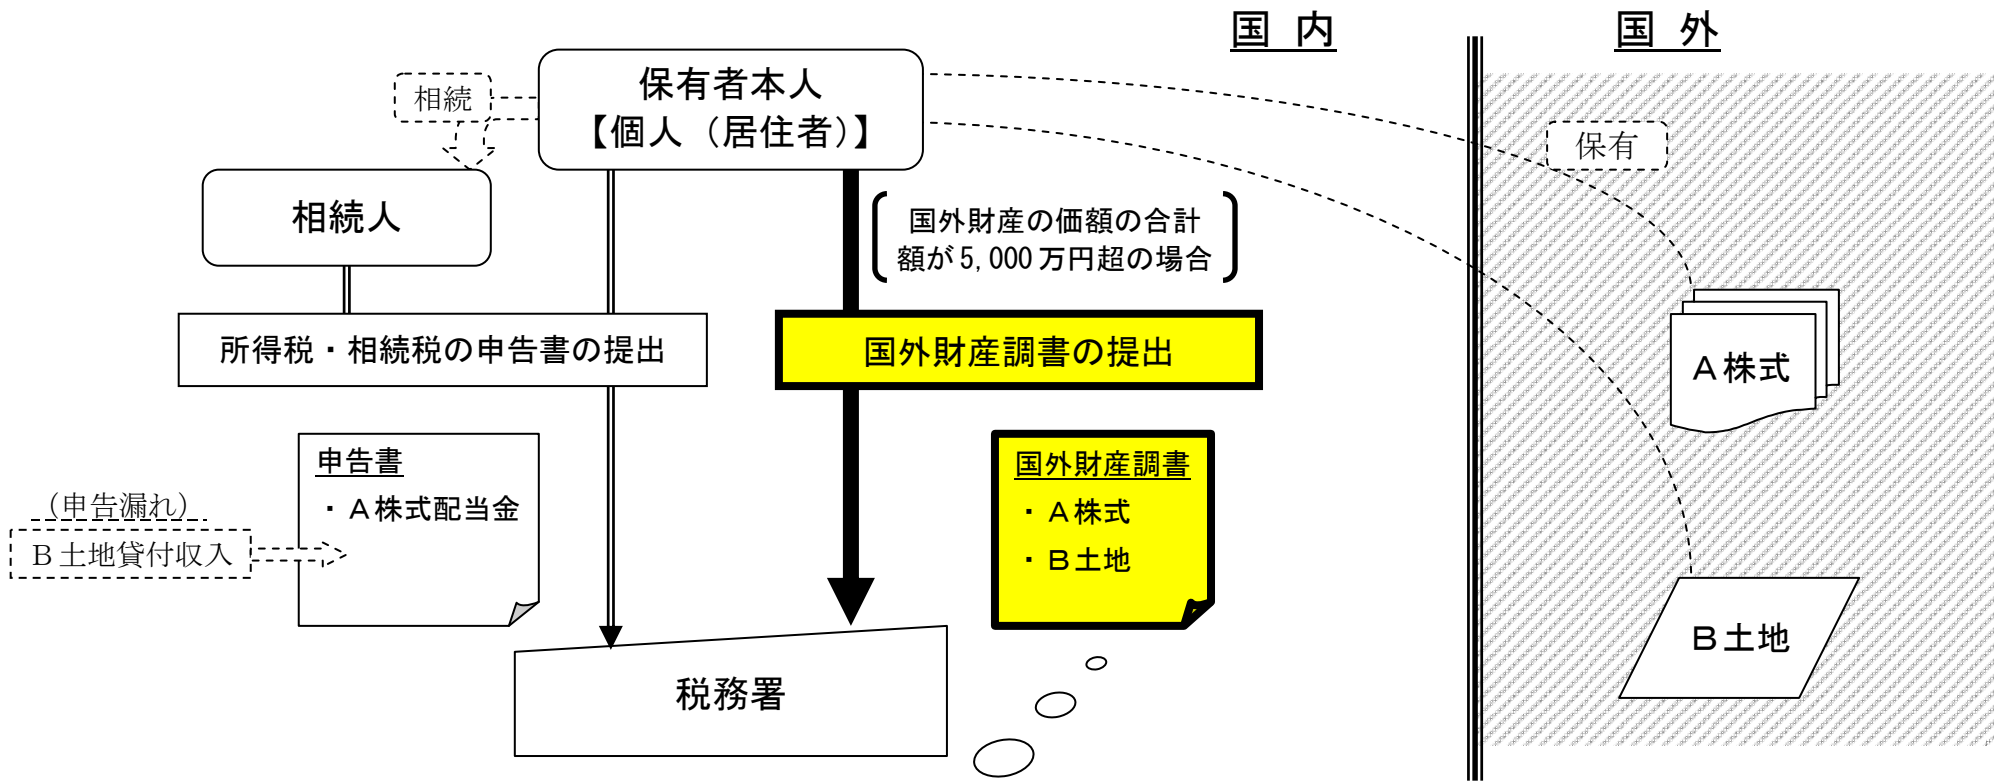 国 内
国 外
相続
保有者本人
【個人（居住者）】
保有
相続人
国外財産の価額の合計
額が5,000万円超の場合
所得税・相続税の申告書の提出
国外財産調書の提出
A株式
申告書
・A株式配当金
（申告漏れ）
B土地貸付収入
国外財産調書
・A株式
・B土地
B土地
税務署